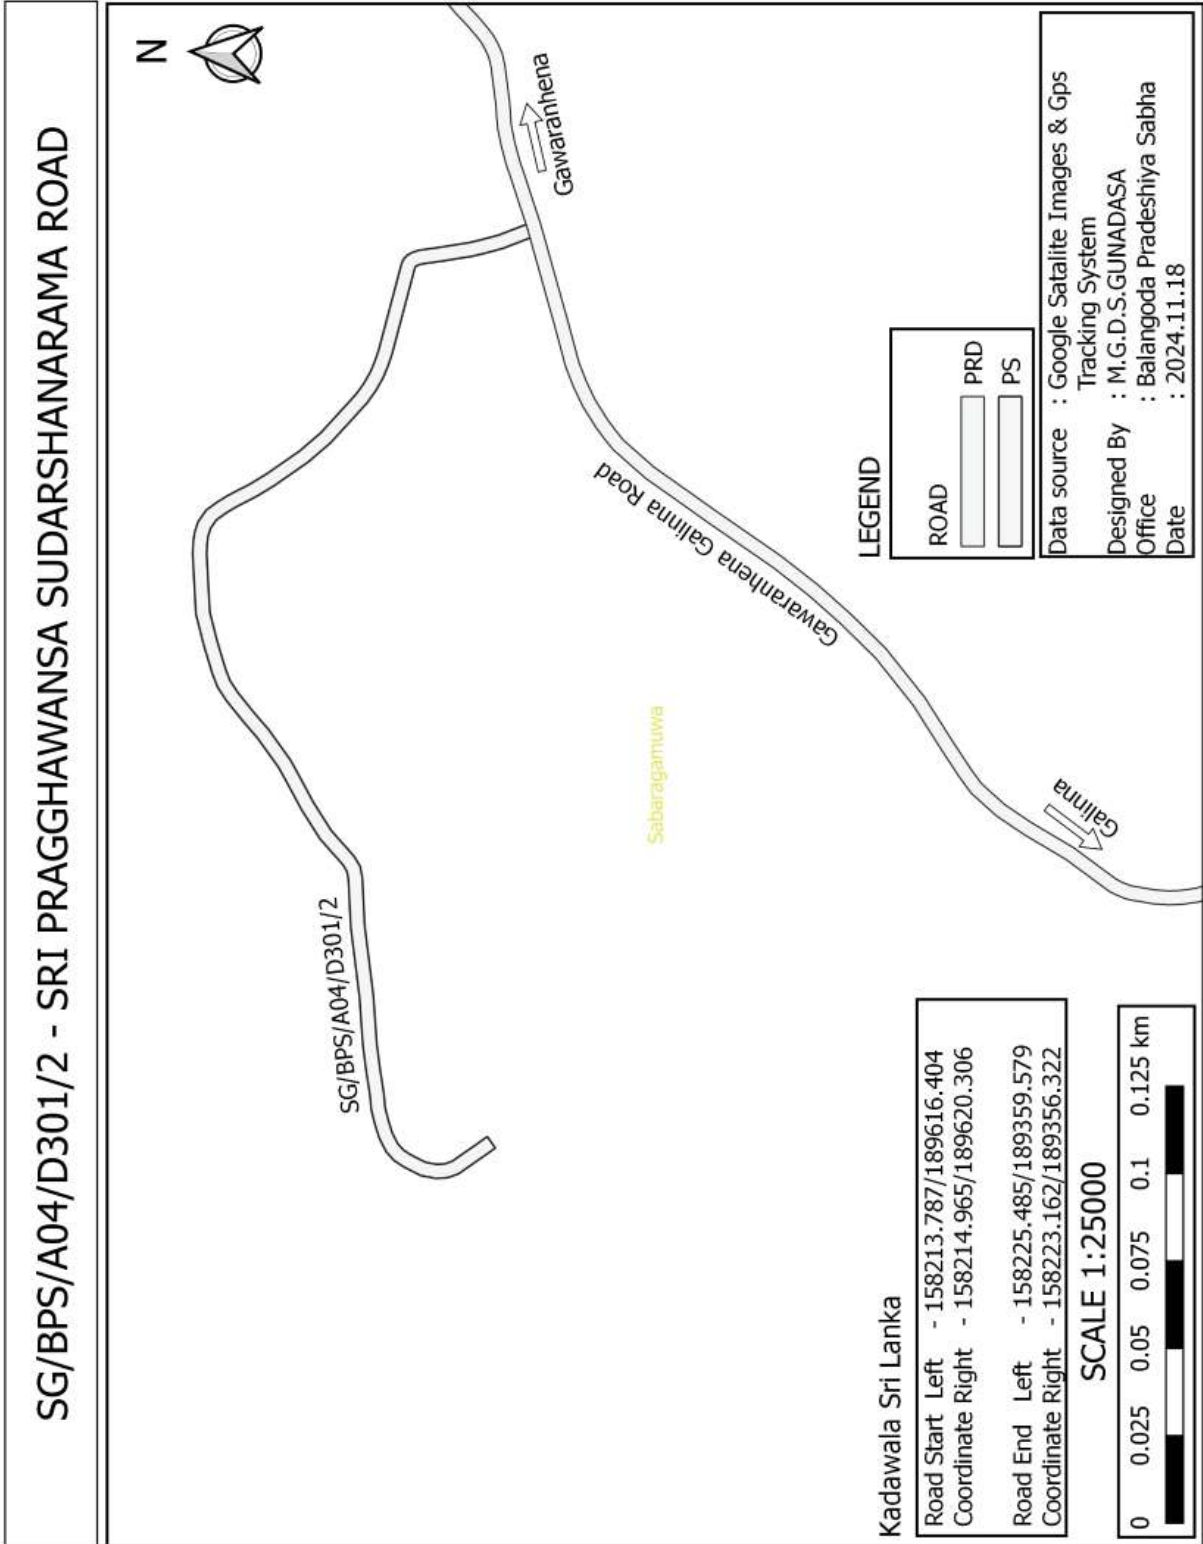 SG/BPS/A04/D301/2 - SRI PRAGGHAWANSA SUDARSHANARAMA ROAD
N
Gawaranhena
SG/BPS/A04/D301/2
Gawaranhena Galinna Road
Sabaragamuwa
Galinna
Kadawala Sri Lanka
Road Start Left - 158213.787/189616.404
Coordinate Right - 158214.965/189620.306
Road End Left - 158225.485/189359.579
Coordinate Right - 158223.162/189356.322
SCALE 1:25000
0 0.025 0.05 0.075 0.1 0.125 km
LEGEND
ROAD
PRD
PS
Data source : Google Satalite Images & Gps
Tracking System
Designed By : M.G.D.S.GUNADASA
Office : Balangoda Pradeshiya Sabha
Date : 2024.11.18